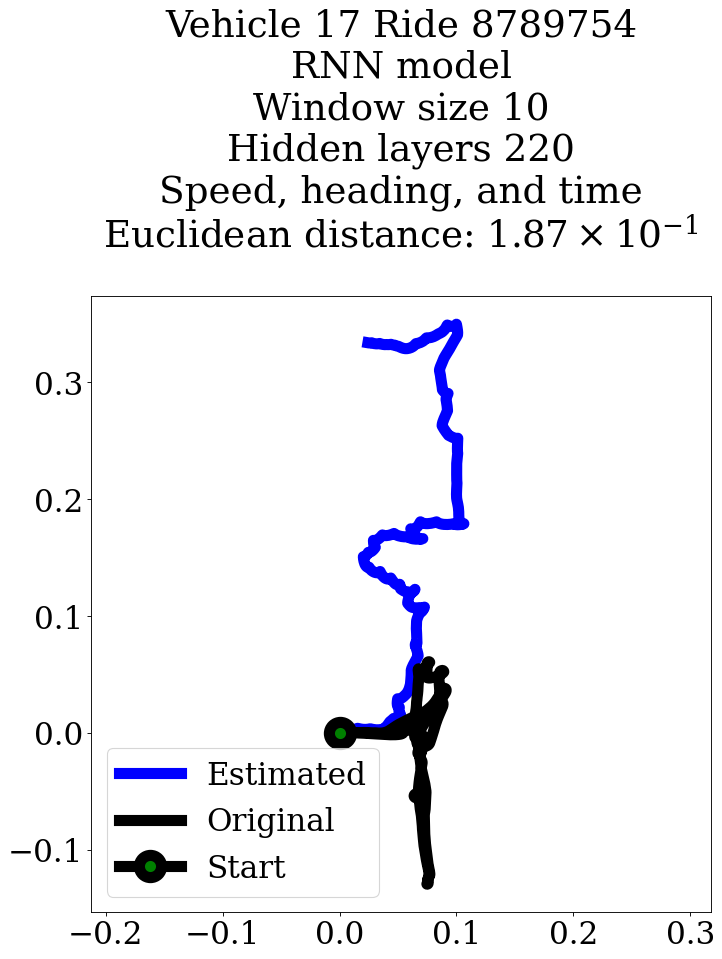 Vehicle 17 Ride 8789754
RNN model
Window size 10
Hidden layers 220
Speed, heading, and time
Euclidean distance: 1.87 × 10⁻¹
0.3
0.2
0.1
0.0
−0.1
Estimated
Original
Start
−0.2 −0.1 0.0 0.1 0.2 0.3